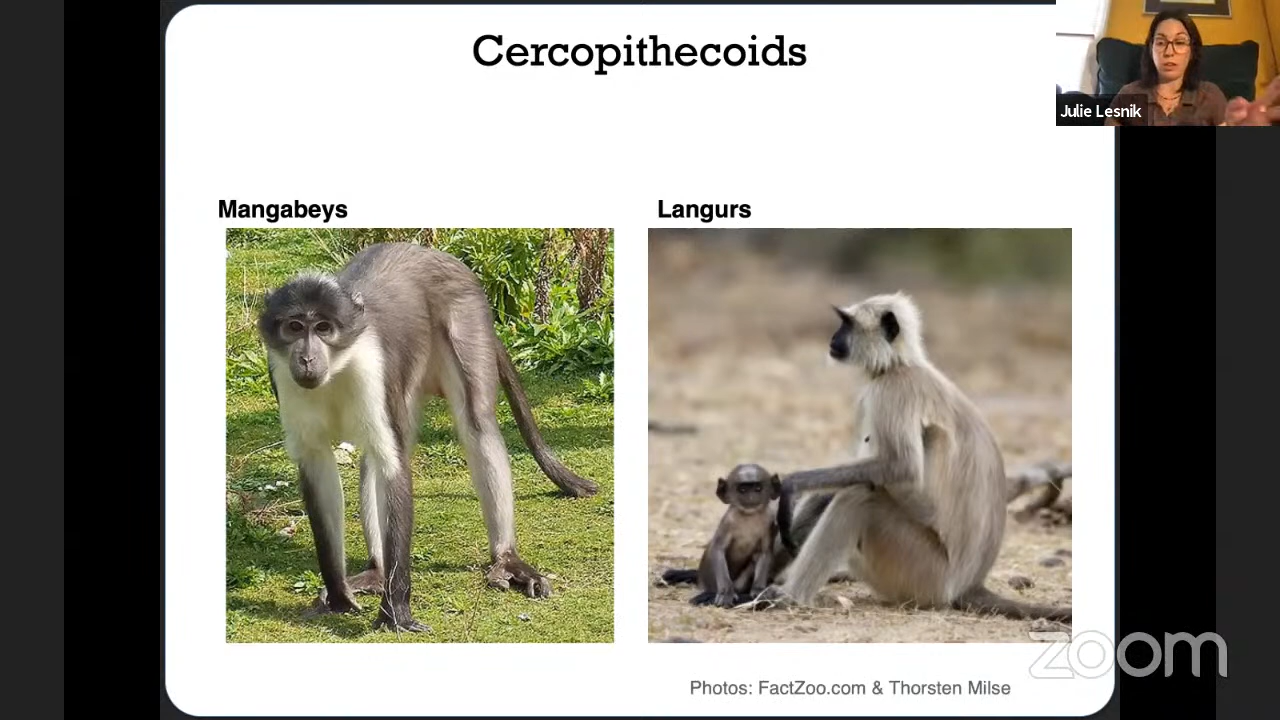 Cercopithecoids
Julie Lesnik
Mangabeys
Langurs
Photos: FactZoo.com & Thorsten Milse
zoom